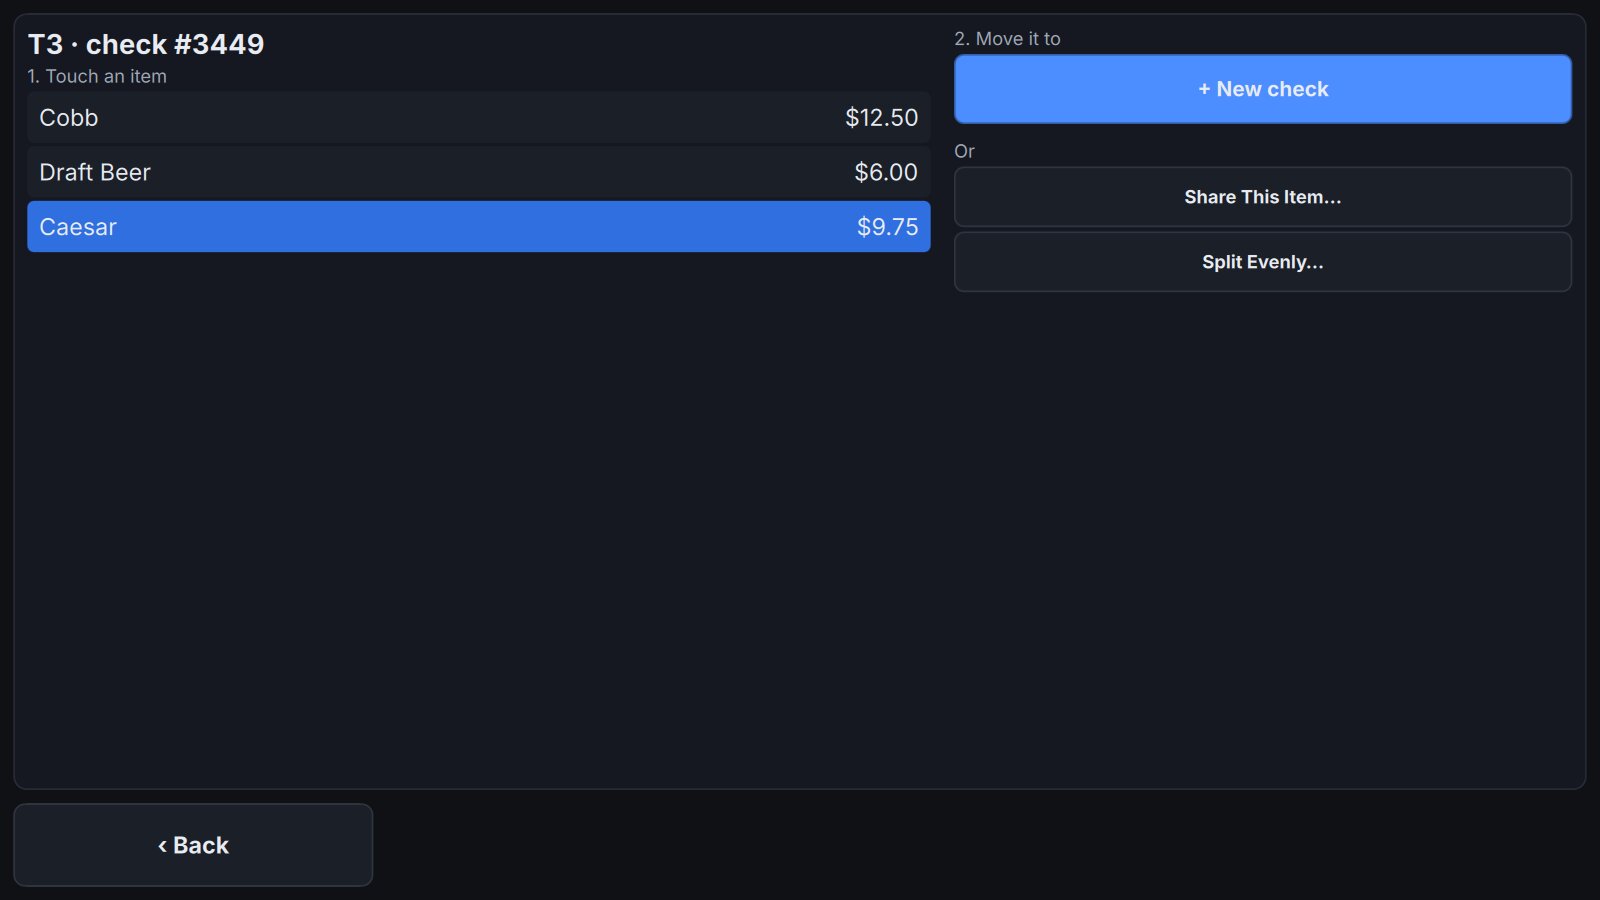 T3 · check #3449
1. Touch an item
Cobb $12.50
Draft Beer $6.00
Caesar $9.75
2. Move it to
+ New check
Or
Share This Item...
Split Evenly...
‹ Back